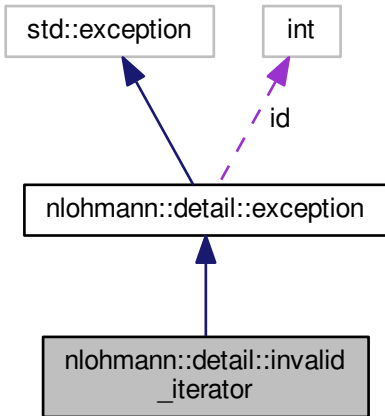 std::exception
int
id
nlohmann::detail::exception
nlohmann::detail::invalid
_iterator